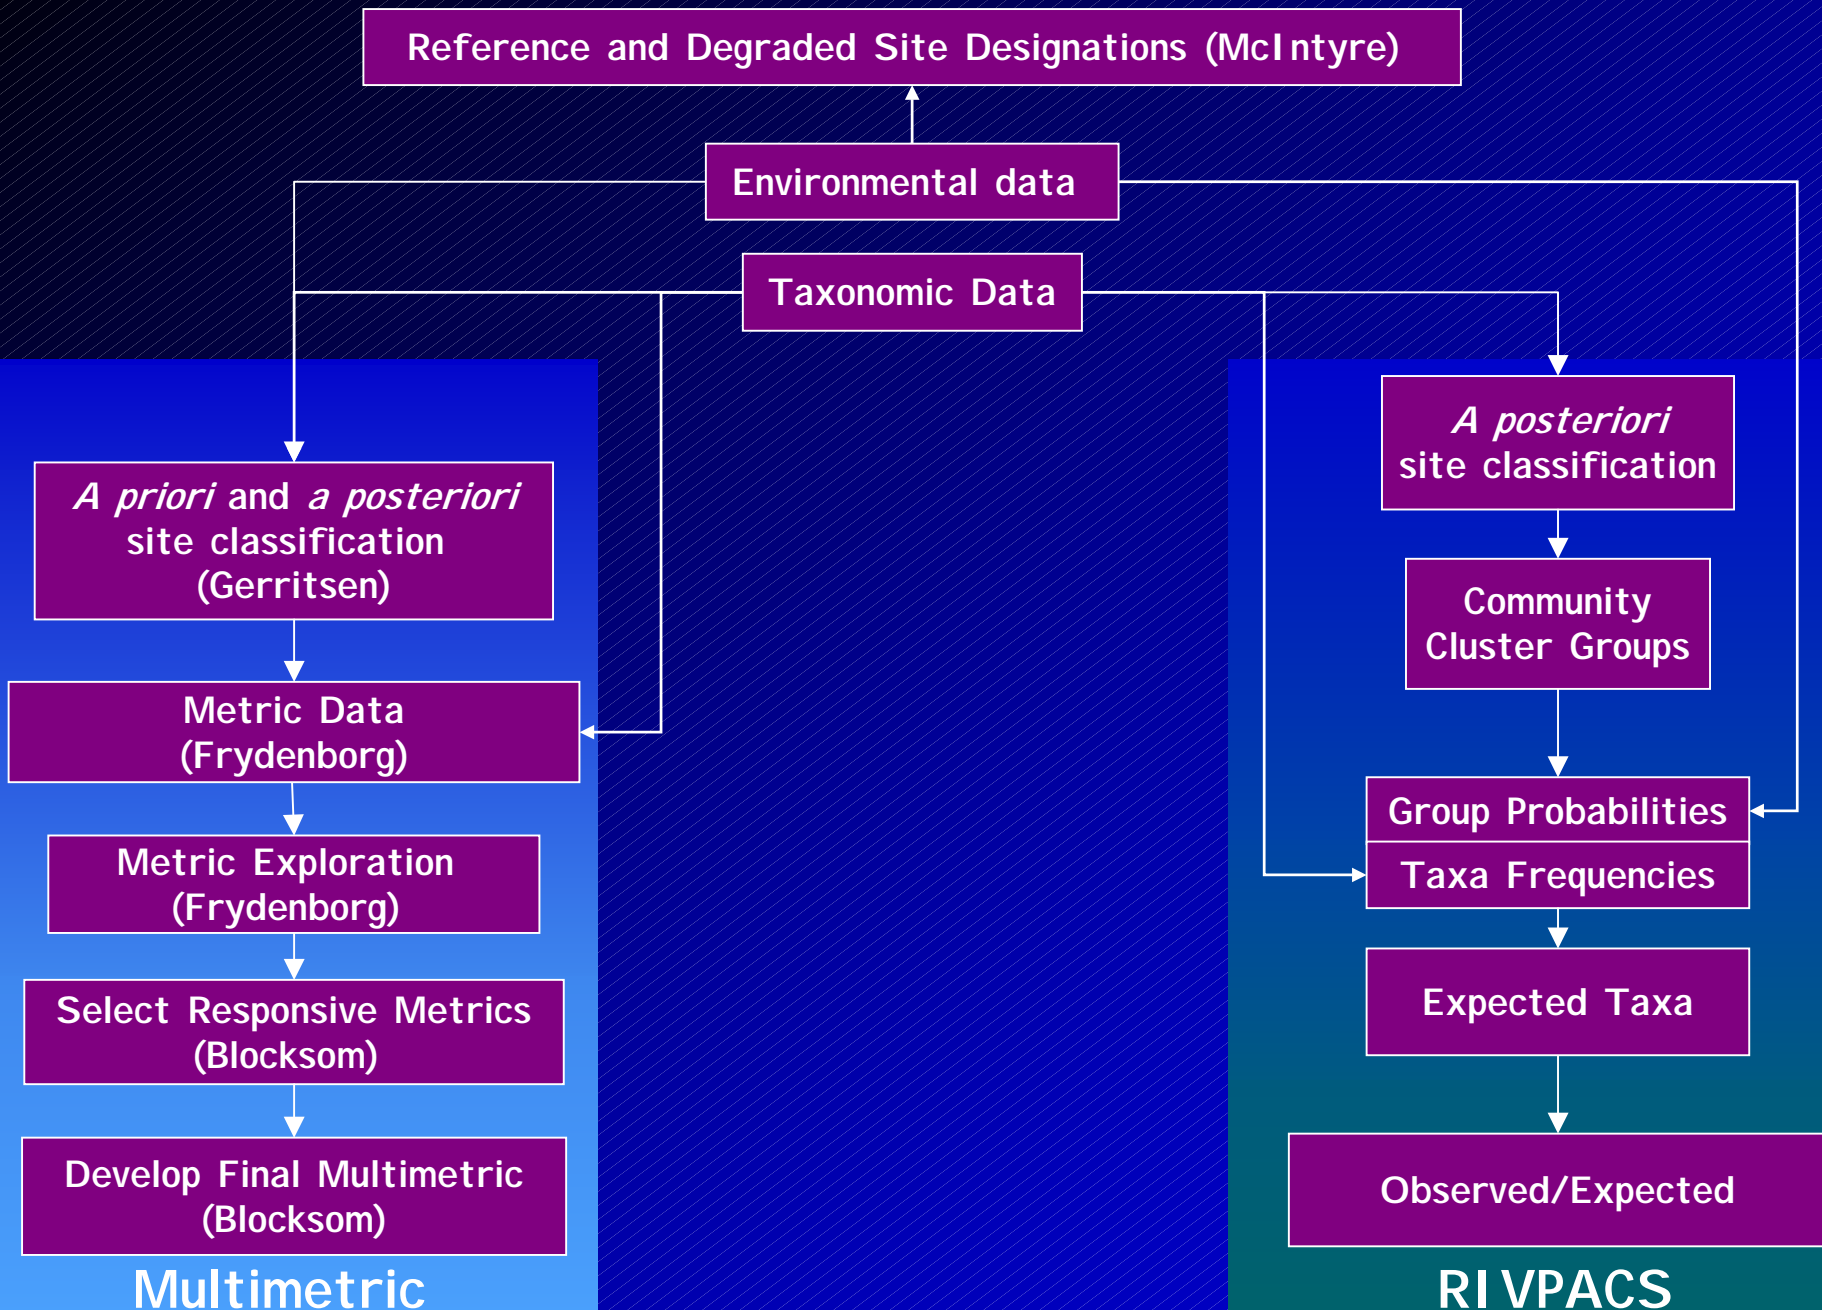 Reference and Degraded Site Designations (McIntyre)
Environmental data
Taxonomic Data
A priori and a posteriori
site classification
(Gerritsen)
Metric Data
(Frydenborg)
Metric Exploration
(Frydenborg)
Select Responsive Metrics
(Blocksom)
Develop Final Multimetric
(Blocksom)
Multimetric
A posteriori
site classification
Community
Cluster Groups
Group Probabilities
Taxa Frequencies
Expected Taxa
Observed/Expected
RIVPACS